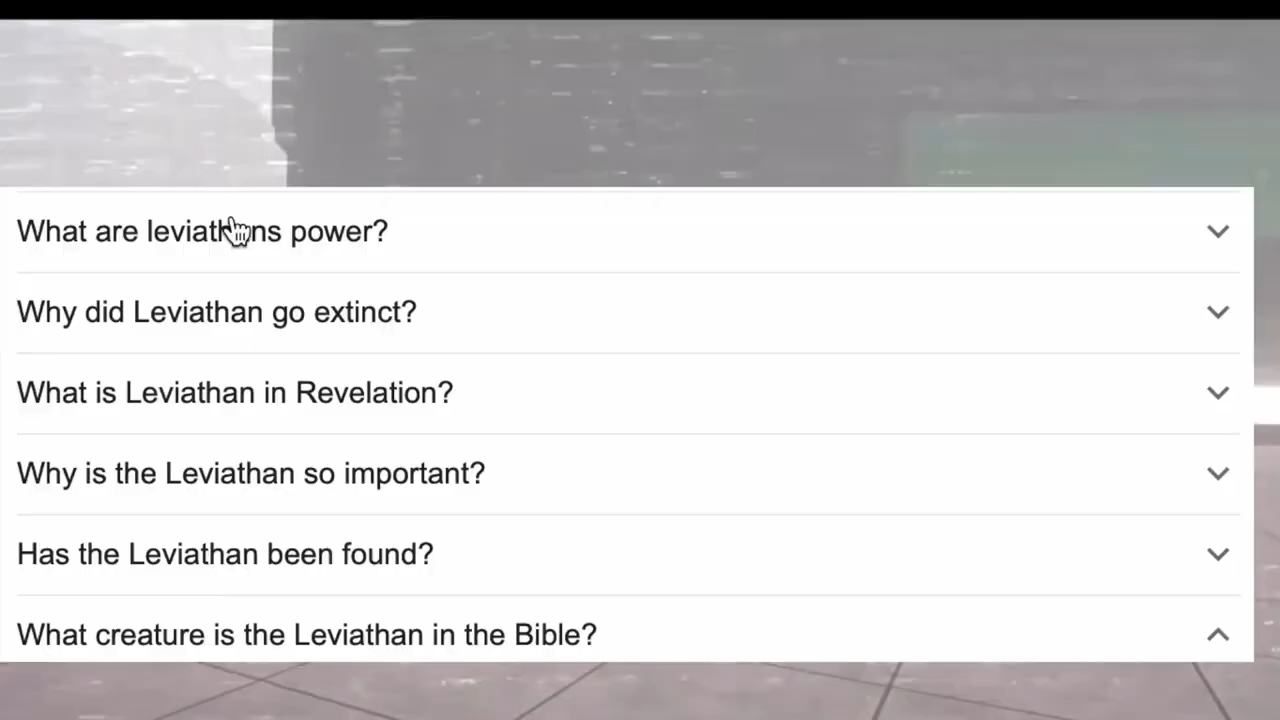 What are leviathans power?
Why did Leviathan go extinct?
What is Leviathan in Revelation?
Why is the Leviathan so important?
Has the Leviathan been found?
What creature is the Leviathan in the Bible?